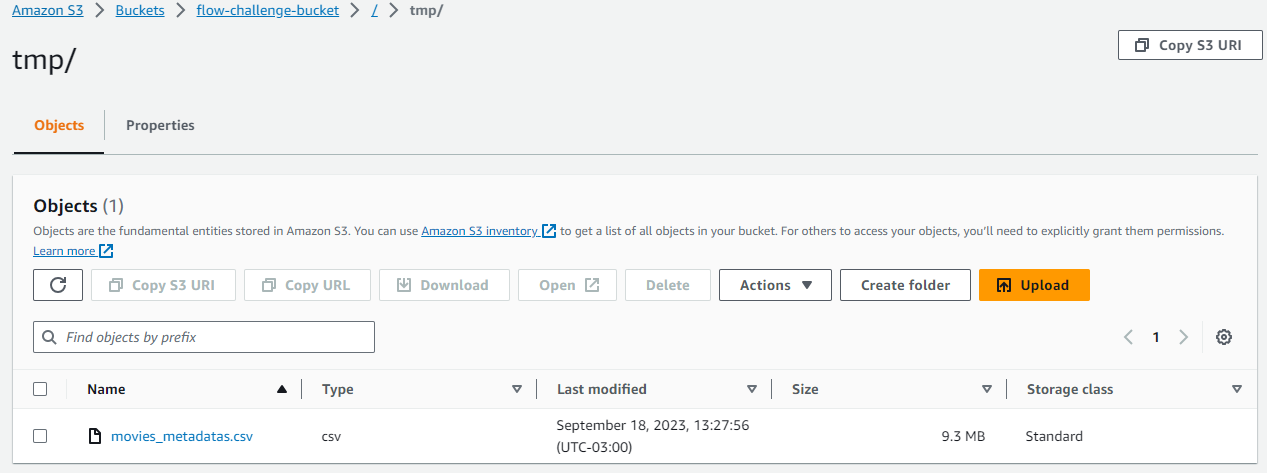 Amazon S3 > Buckets > flow-challenge-bucket > / > tmp/
tmp/
Copy S3 URI
Objects
Properties
Objects (1)
Objects are the fundamental entities stored in Amazon S3. You can use Amazon S3 inventory to get a list of all objects in your bucket. For others to access your objects, you’ll need to explicitly grant them permissions.
Learn more
Copy S3 URI
Copy URL
Download
Open
Delete
Actions
Create folder
Upload
Find objects by prefix
1
Name
Type
Last modified
Size
Storage class
movies_metadatas.csv
csv
September 18, 2023, 13:27:56
(UTC-03:00)
9.3 MB
Standard